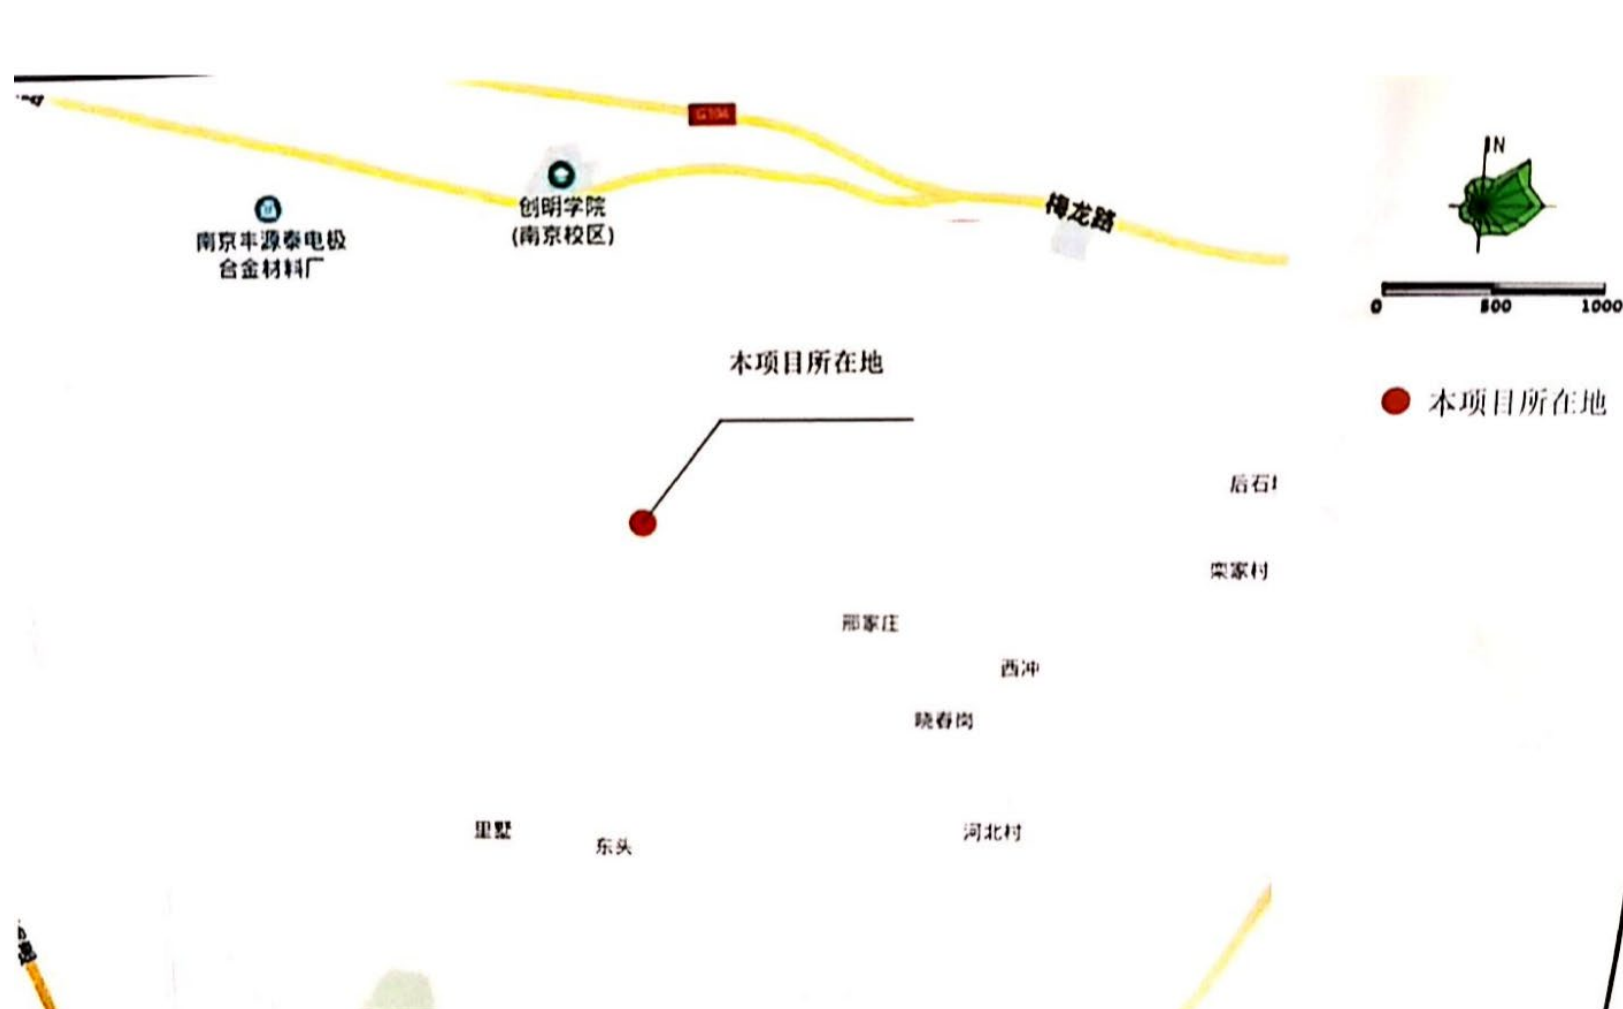 G104
N
创明学院
(南京校区)
梅龙路
南京丰源泰电极
合金材料厂
0 500 1000
本项目所在地
本项目所在地
后石
栾家村
邢家庄
西冲
晓春岗
里墅
东头
河北村